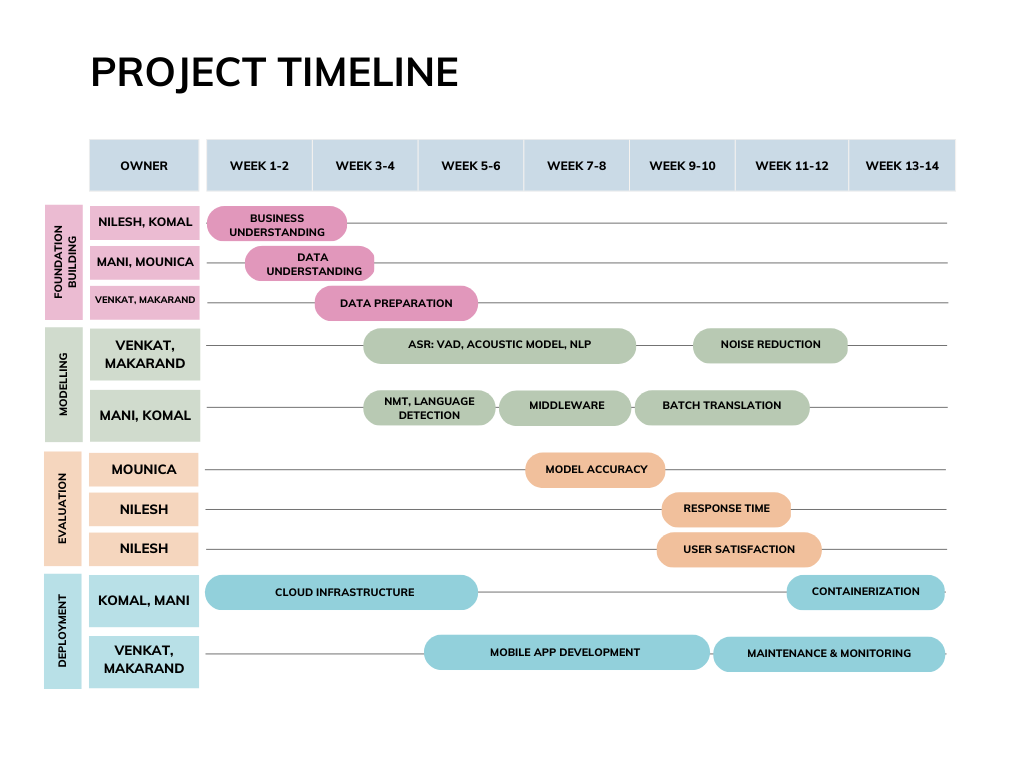 PROJECT TIMELINE
OWNER
WEEK 1-2
WEEK 3-4
WEEK 5-6
WEEK 7-8
WEEK 9-10
WEEK 11-12
WEEK 13-14
FOUNDATION
BUILDING
NILESH, KOMAL
BUSINESS
UNDERSTANDING
MANI, MOUNICA
DATA
UNDERSTANDING
VENKAT, MAKARAND
DATA PREPARATION
MODELLING
VENKAT,
MAKARAND
ASR: VAD, ACOUSTIC MODEL, NLP
NOISE REDUCTION
MANI, KOMAL
NMT, LANGUAGE
DETECTION
MIDDLEWARE
BATCH TRANSLATION
EVALUATION
MOUNICA
MODEL ACCURACY
NILESH
RESPONSE TIME
NILESH
USER SATISFACTION
DEPLOYMENT
KOMAL, MANI
CLOUD INFRASTRUCTURE
CONTAINERIZATION
VENKAT,
MAKARAND
MOBILE APP DEVELOPMENT
MAINTENANCE & MONITORING